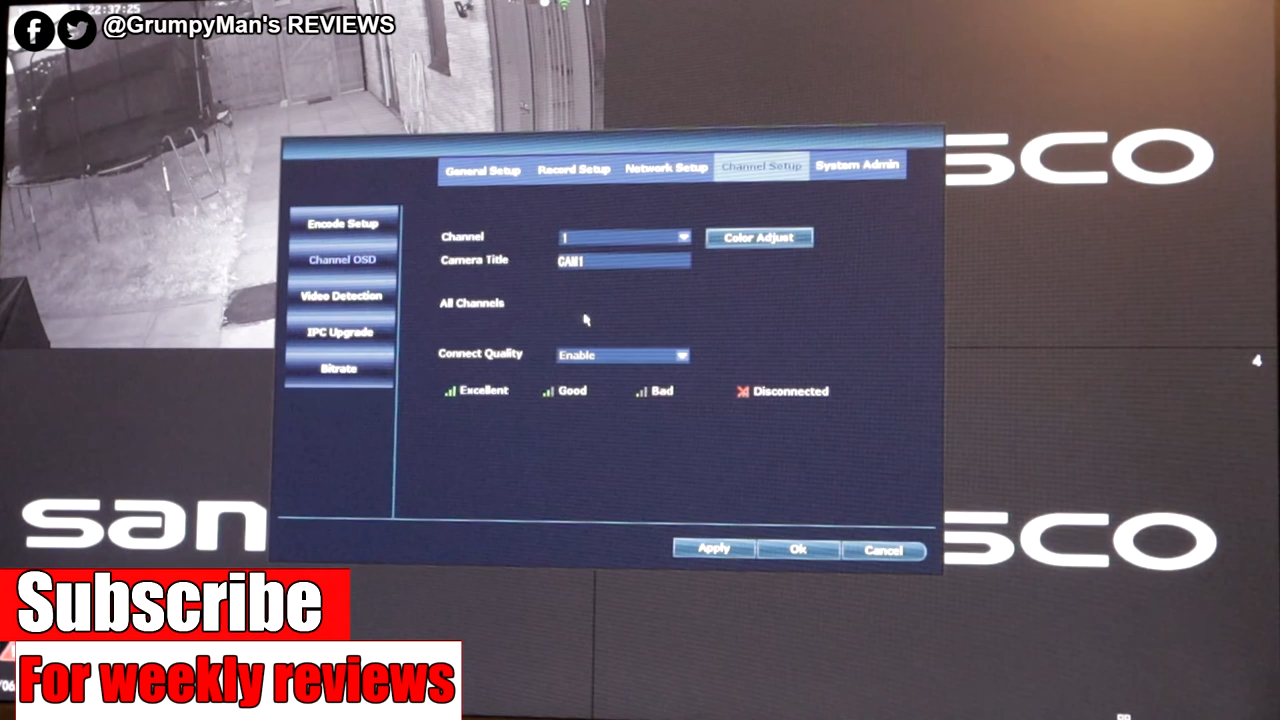 22:37:25
@GrumpyMan's REVIEWS
General Setup
Record Setup
Network Setup
Channel Setup
System Admin
Encode Setup
Channel OSD
Video Detection
IPC Upgrade
Bitrate
Channel
1
Color Adjust
Camera Title
CAM1
All Channels
Connect Quality
Enable
Excellent
Good
Bad
Disconnected
Apply
Ok
Cancel
sco
4
san
sco
Subscribe
For weekly reviews